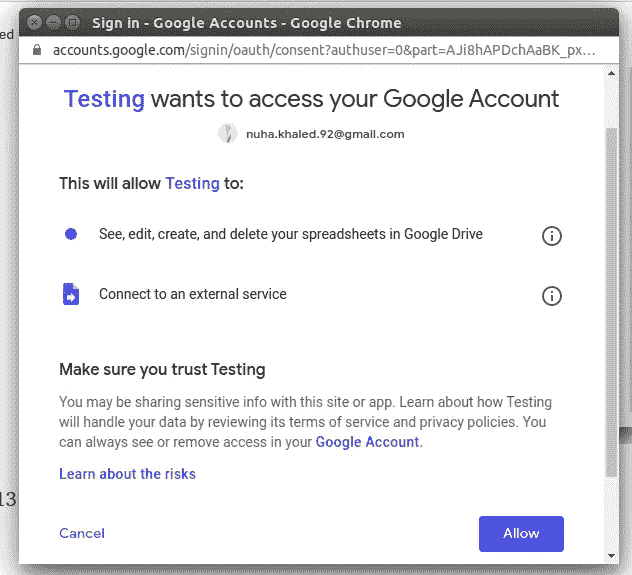 Sign in - Google Accounts - Google Chrome
ed
accounts.google.com/signin/oauth/consent?authuser=0&part=AJi8hAPDchAaBK_px...
Testing wants to access your Google Account
nuha.khaled.92@gmail.com
This will allow Testing to:
See, edit, create, and delete your spreadsheets in Google Drive
Connect to an external service
Make sure you trust Testing
You may be sharing sensitive info with this site or app. Learn about how Testing
will handle your data by reviewing its terms of service and privacy policies. You
can always see or remove access in your Google Account.
Learn about the risks
13
Cancel
Allow